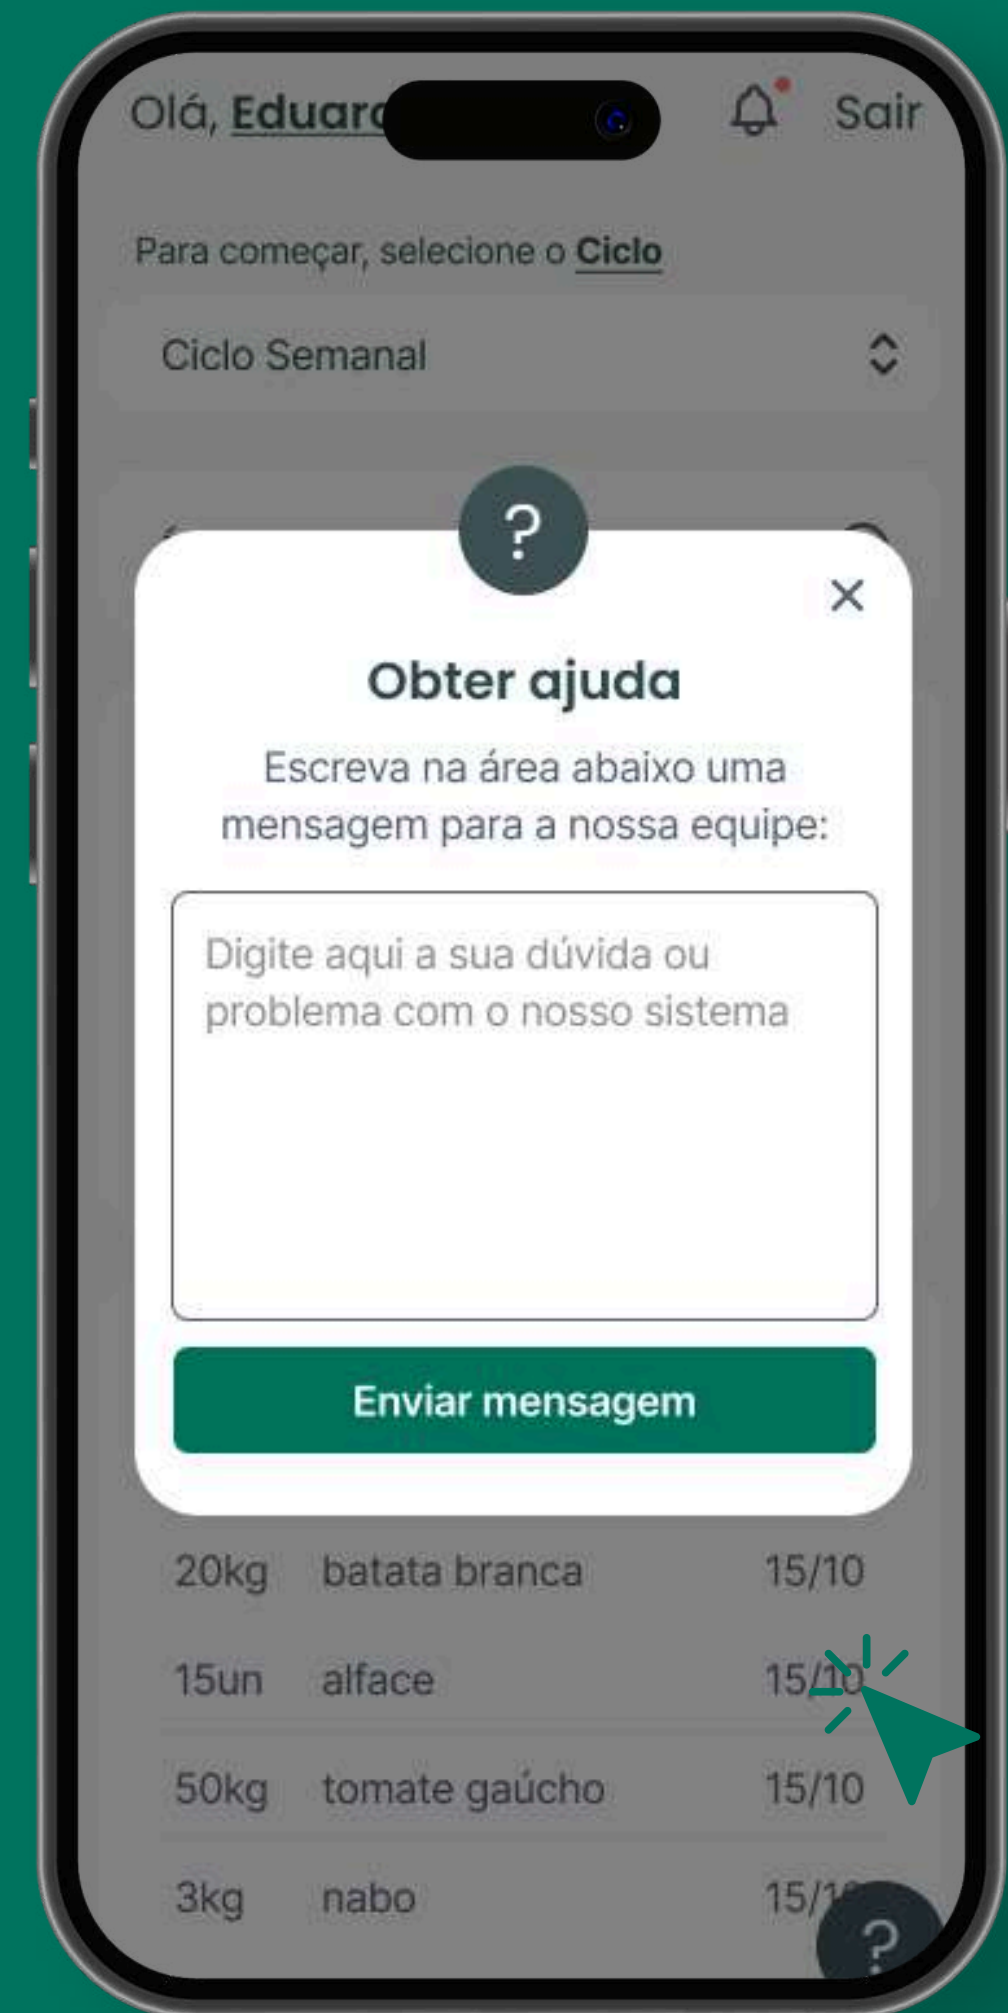 Olá,
Sair
Para começar, selecione o Ciclo
Ciclo Semanal
?
Obter ajuda
Escreva na área abaixo uma
mensagem para a nossa equipe:
Digite aqui a sua dúvida ou
problema com o nosso sistema
Enviar mensagem
20kg batata branca 15/10
15un alface 15/10
50kg tomate gaúcho 15/10
3kg nabo
?